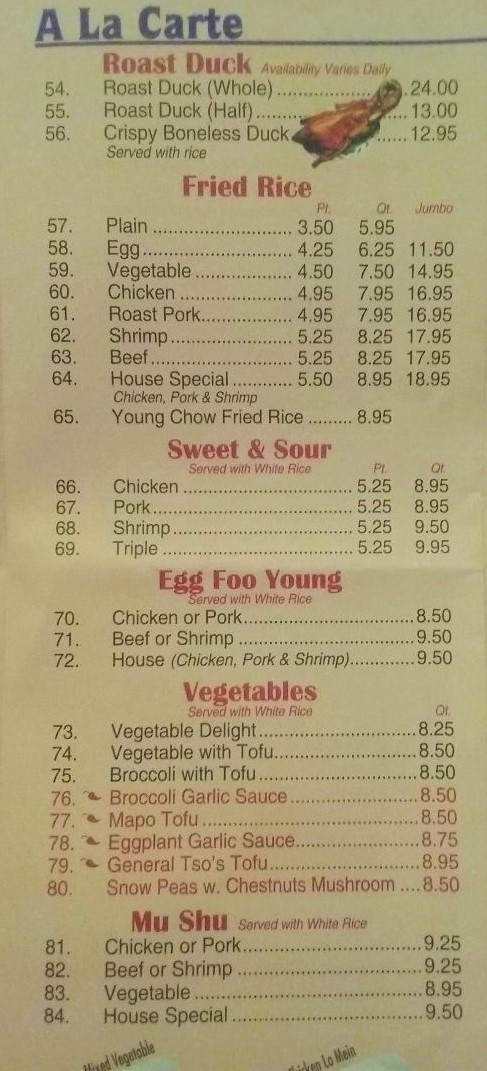 A La Carte
Roast Duck Availability Varies Daily
54. Roast Duck (Whole) ................... 24.00
55. Roast Duck (Half) ............. 13.00
56. Crispy Boneless Duck ...... 12.95
Served with rice
Fried Rice
Pt. Qt. Jumbo
57. Plain .......................... 3.50 5.95
58. Egg............................ 4.25 6.25 11.50
59. Vegetable .................. 4.50 7.50 14.95
60. Chicken ..................... 4.95 7.95 16.95
61. Roast Pork................. 4.95 7.95 16.95
62. Shrimp ....................... 5.25 8.25 17.95
63. Beef........................... 5.25 8.25 17.95
64. House Special ........... 5.50 8.95 18.95
Chicken, Pork & Shrimp
65. Young Chow Fried Rice ......... 8.95
Sweet & Sour
Served with White Rice Pt. Qt.
66. Chicken ................................ 5.25 8.95
67. Pork...................................... 5.25 8.95
68. Shrimp.................................. 5.25 9.50
69. Triple .................................... 5.25 9.95
Egg Foo Young
Served with White Rice
70. Chicken or Pork................................8.50
71. Beef or Shrimp .................................9.50
72. House (Chicken, Pork & Shrimp)............9.50
Vegetables
Served with White Rice Qt.
73. Vegetable Delight..............................8.25
74. Vegetable with Tofu...........................8.50
75. Broccoli with Tofu..............................8.50
76. Broccoli Garlic Sauce ........................8.50
77. Mapo Tofu .........................................8.50
78. Eggplant Garlic Sauce.......................8.75
79. General Tso's Tofu............................8.95
80. Snow Peas w. Chestnuts Mushroom ....8.50
Mu Shu Served with White Rice
81. Chicken or Pork..................................9.25
82. Beef or Shrimp ...................................9.25
83. Vegetable ...........................................8.95
84. House Special ....................................9.50
Mixed Vegetable
Chicken Lo Mein